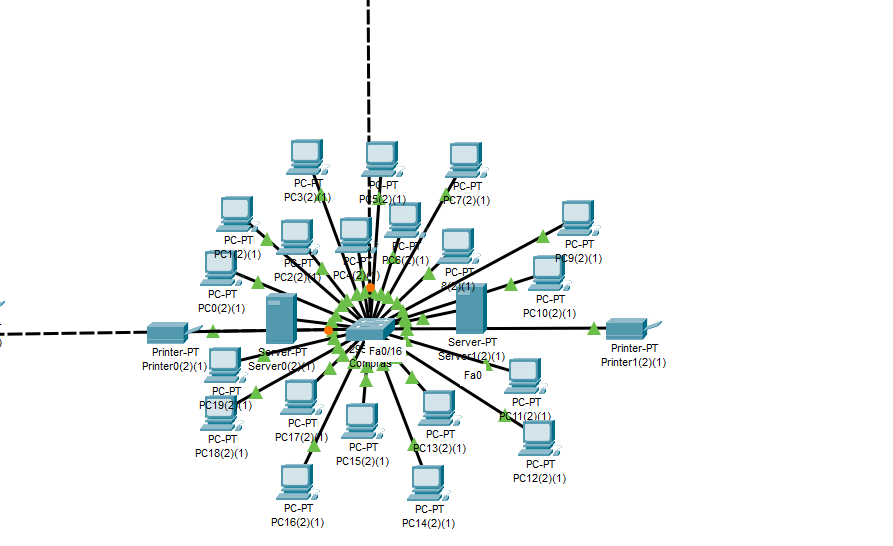 PC-PT
PC3(2)(1)
PC-PT
PC5(2)(1)
PC-PT
PC7(2)(1)
PC-PT
PC1(2)(1)
PC-PT
PC2(2)(1)
PC-PT
PC4(2)(1)
PC-PT
PC6(2)(1)
PC-PT
8(2)(1)
PC-PT
PC9(2)(1)
PC-PT
PC0(2)(1)
PC-PT
PC10(2)(1)
Printer-PT
Printer0(2)(1)
Server-PT
Server0(2)(1)
Fa0/16
Compras
Server-PT
Server1(2)(1)
Fa0
Printer-PT
Printer1(2)(1)
PC-PT
PC19(2)(1)
PC-PT
PC11(2)(1)
PC-PT
PC18(2)(1)
PC-PT
PC17(2)(1)
PC-PT
PC15(2)(1)
PC-PT
PC13(2)(1)
PC-PT
PC12(2)(1)
PC-PT
PC16(2)(1)
PC-PT
PC14(2)(1)